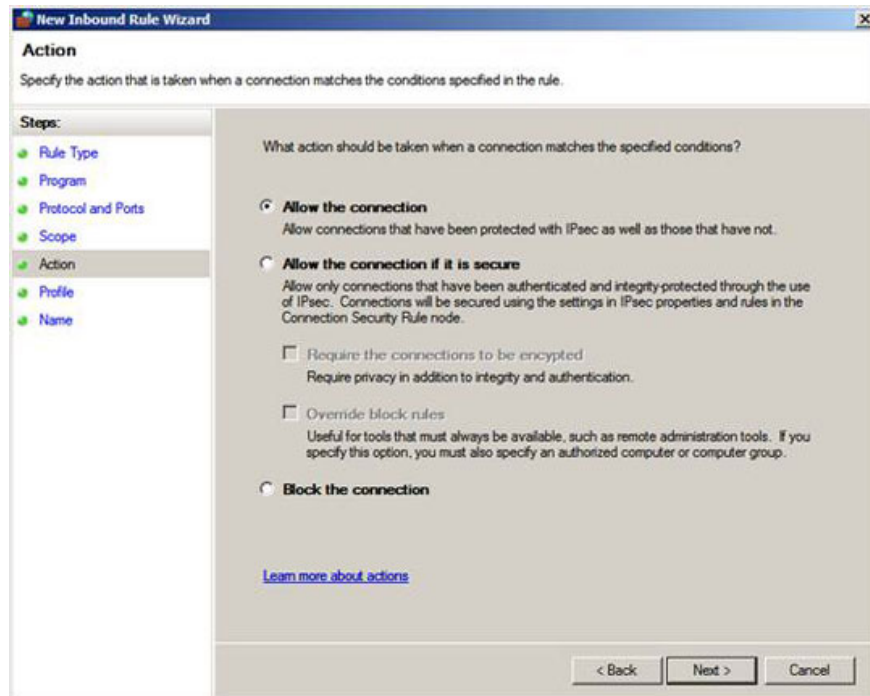 New Inbound Rule Wizard
Action
Specify the action that is taken when a connection matches the conditions specified in the rule.
Steps:
Rule Type
Program
Protocol and Ports
Scope
Action
Profile
Name
What action should be taken when a connection matches the specified conditions?
Allow the connection
Allow connections that have been protected with IPsec as well as those that have not.
Allow the connection if it is secure
Allow only connections that have been authenticated and integrity-protected through the use
of IPsec. Connections will be secured using the settings in IPsec properties and rules in the
Connection Security Rule node.
Require the connections to be encypted
Require privacy in addition to integrity and authentication.
Override block rules
Useful for tools that must always be available, such as remote administration tools. If you
specify this option, you must also specify an authorized computer or computer group.
Block the connection
Learn more about actions
< Back
Next >
Cancel